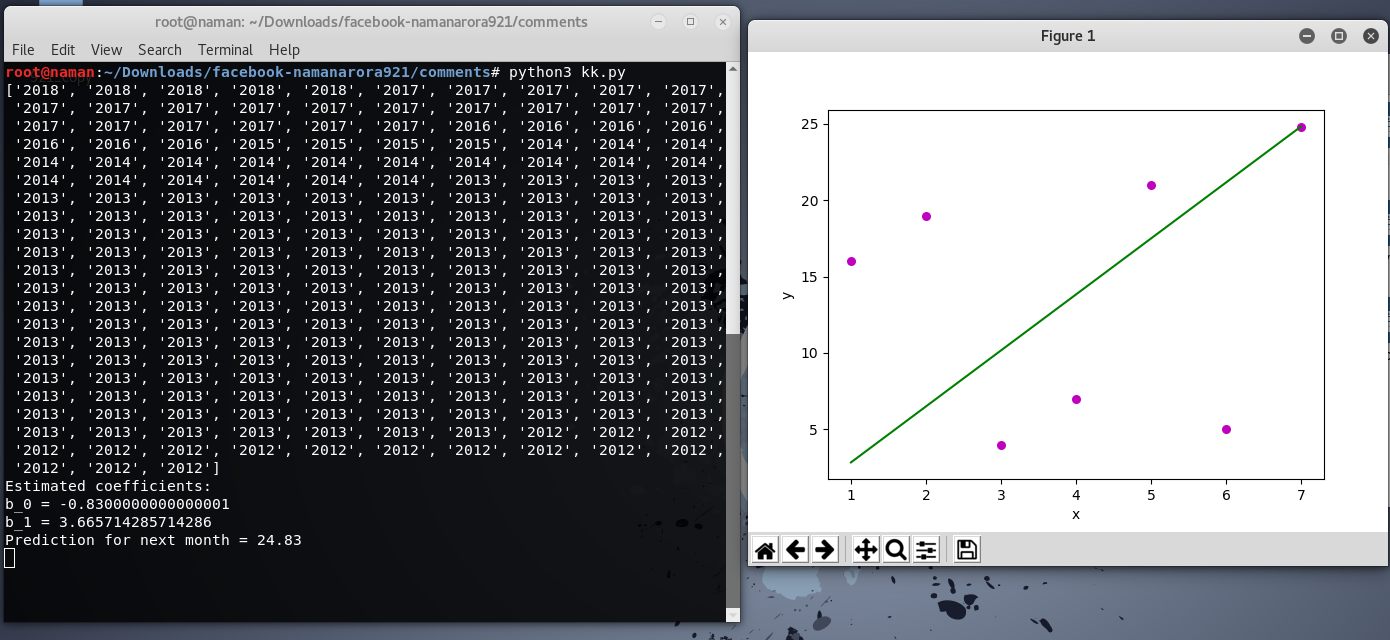 root@naman: ~/Downloads/facebook-namanarora921/comments
File Edit View Search Terminal Help
root@naman:~/Downloads/facebook-namanarora921/comments# python3 kk.py
['2018', '2018', '2018', '2018', '2018', '2017', '2017', '2017', '2017', '2017',
'2017', '2017', '2017', '2017', '2017', '2017', '2017', '2017', '2017', '2017',
'2017', '2017', '2017', '2017', '2017', '2017', '2016', '2016', '2016', '2016',
'2016', '2016', '2016', '2015', '2015', '2015', '2015', '2014', '2014', '2014',
'2014', '2014', '2014', '2014', '2014', '2014', '2014', '2014', '2014', '2014',
'2014', '2014', '2014', '2014', '2014', '2014', '2013', '2013', '2013', '2013',
'2013', '2013', '2013', '2013', '2013', '2013', '2013', '2013', '2013', '2013',
'2013', '2013', '2013', '2013', '2013', '2013', '2013', '2013', '2013', '2013',
'2013', '2013', '2013', '2013', '2013', '2013', '2013', '2013', '2013', '2013',
'2013', '2013', '2013', '2013', '2013', '2013', '2013', '2013', '2013', '2013',
'2013', '2013', '2013', '2013', '2013', '2013', '2013', '2013', '2013', '2013',
'2013', '2013', '2013', '2013', '2013', '2013', '2013', '2013', '2013', '2013',
'2013', '2013', '2013', '2013', '2013', '2013', '2013', '2013', '2013', '2013',
'2013', '2013', '2013', '2013', '2013', '2013', '2013', '2013', '2013', '2013',
'2013', '2013', '2013', '2013', '2013', '2013', '2013', '2013', '2013', '2013',
'2013', '2013', '2013', '2013', '2013', '2013', '2013', '2013', '2013', '2013',
'2013', '2013', '2013', '2013', '2013', '2013', '2013', '2013', '2013', '2013',
'2013', '2013', '2013', '2013', '2013', '2013', '2013', '2013', '2013', '2013',
'2013', '2013', '2013', '2013', '2013', '2013', '2013', '2013', '2013', '2013',
'2013', '2013', '2013', '2013', '2013', '2013', '2013', '2012', '2012', '2012',
'2012', '2012', '2012', '2012', '2012', '2012', '2012', '2012', '2012', '2012',
'2012', '2012', '2012']
Estimated coefficients:
b_0 = -0.8300000000000001
b_1 = 3.665714285714286
Prediction for next month = 24.83
Figure 1
25
20
15
10
5
y
1 2 3 4 5 6 7
x